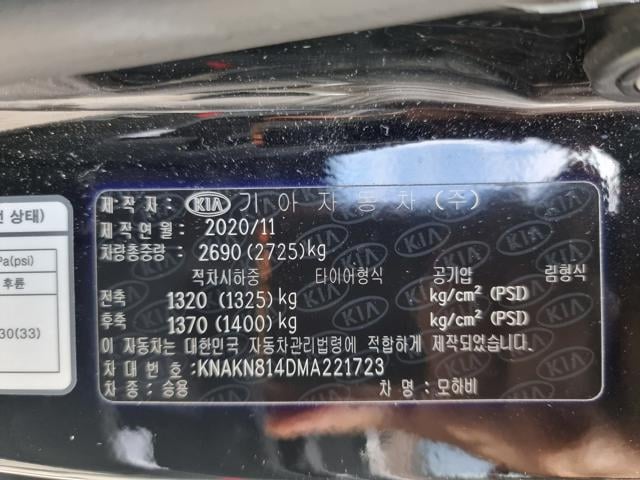 전 상태)
Pa(psi)
후륜
30(33)
제 작 자: KIA 기 아 자 동 차 (주)
제작연월: 2020/11
차량총중량: 2690 (2725)kg
적차시하중 타이어형식 공기압 림형식
전축 1320 (1325) kg kg/cm² (PSD)
후축 1370 (1400) kg kg/cm² (PSD)
이 자동차는 대한민국 자동차관리법령에 적합하게 제작되었습니다.
차 대 번 호 :KNAKN814DMA221723
차 종 : 승용 차 명 : 모하비